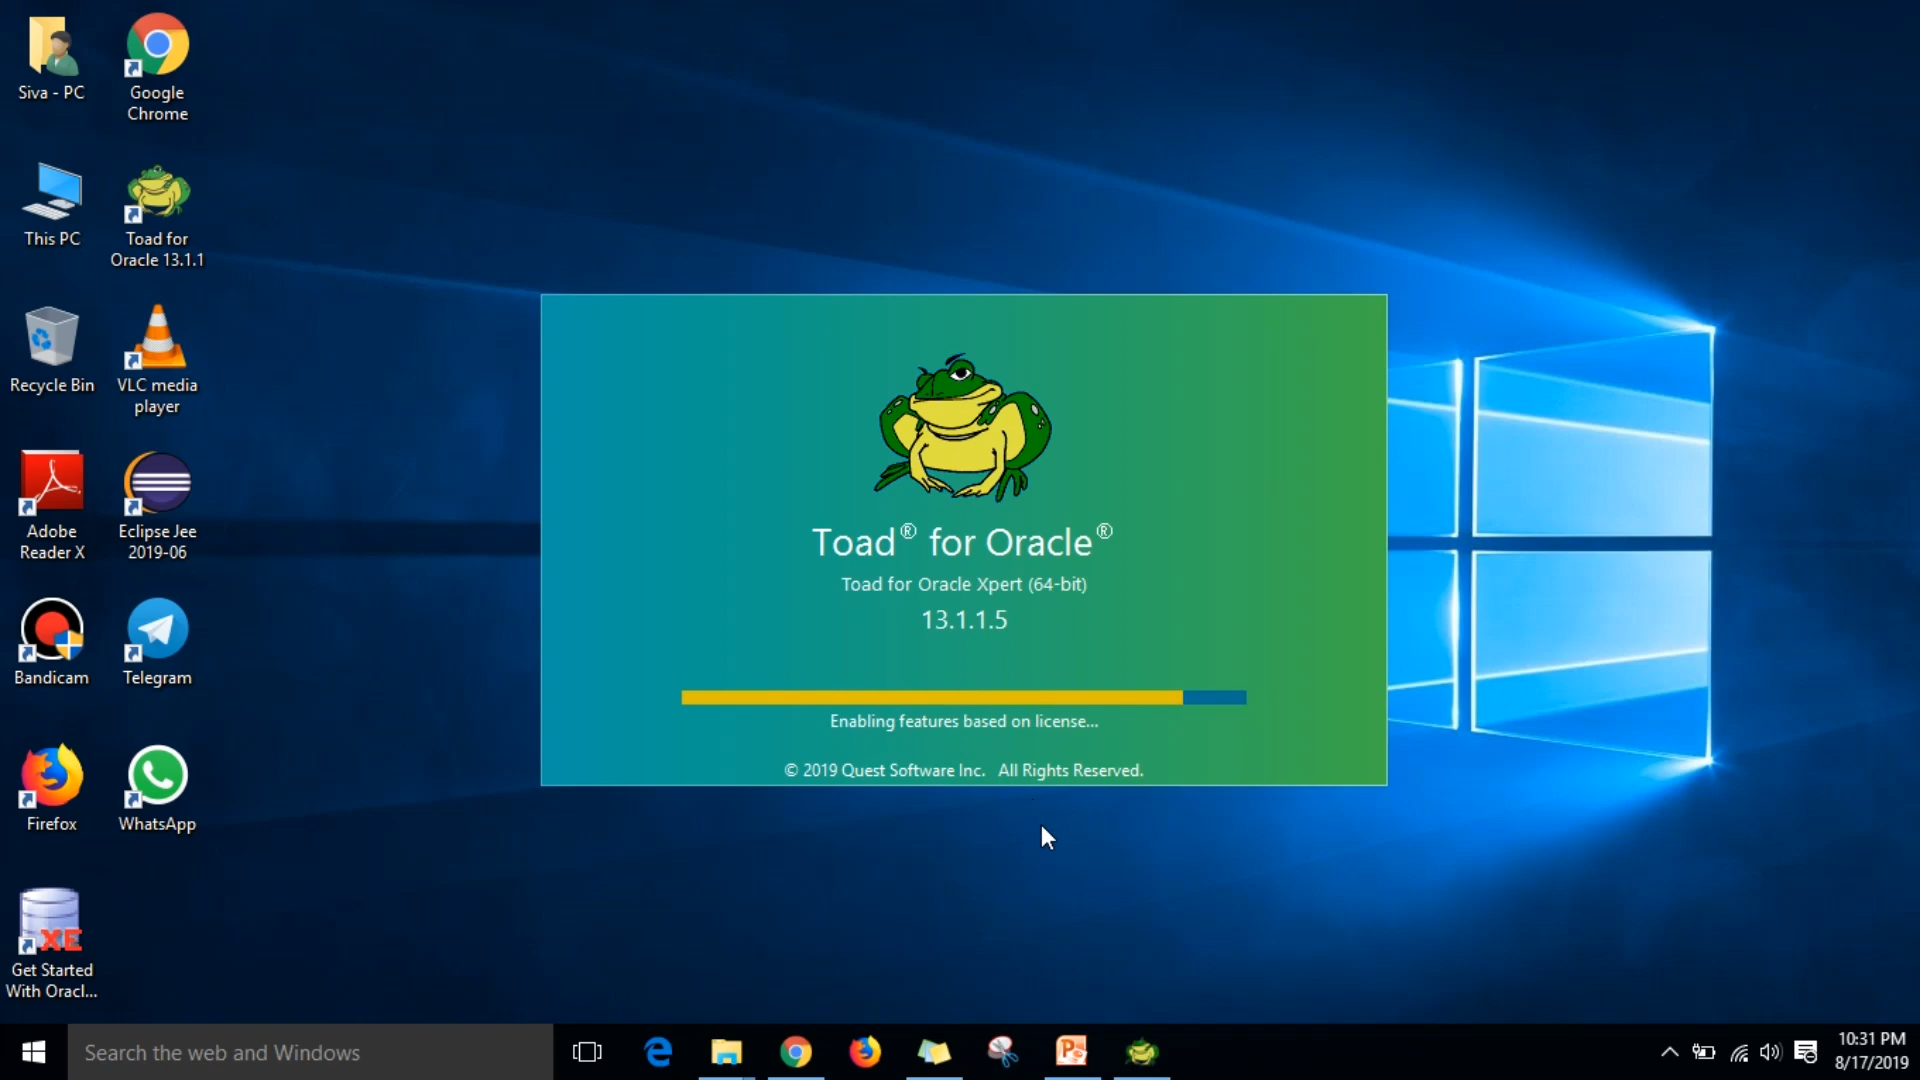 Siva - PC
Google
Chrome
This PC
Toad for
Oracle 13.1.1
Recycle Bin
VLC media
player
Adobe
Reader X
Eclipse Jee
2019-06
Bandicam
Telegram
Firefox
WhatsApp
XE
Get Started
With Oracl...
Toad® for Oracle®
Toad for Oracle Xpert (64-bit)
13.1.1.5
Enabling features based on license...
© 2019 Quest Software Inc. All Rights Reserved.
Search the web and Windows
10:31 PM
8/17/2019